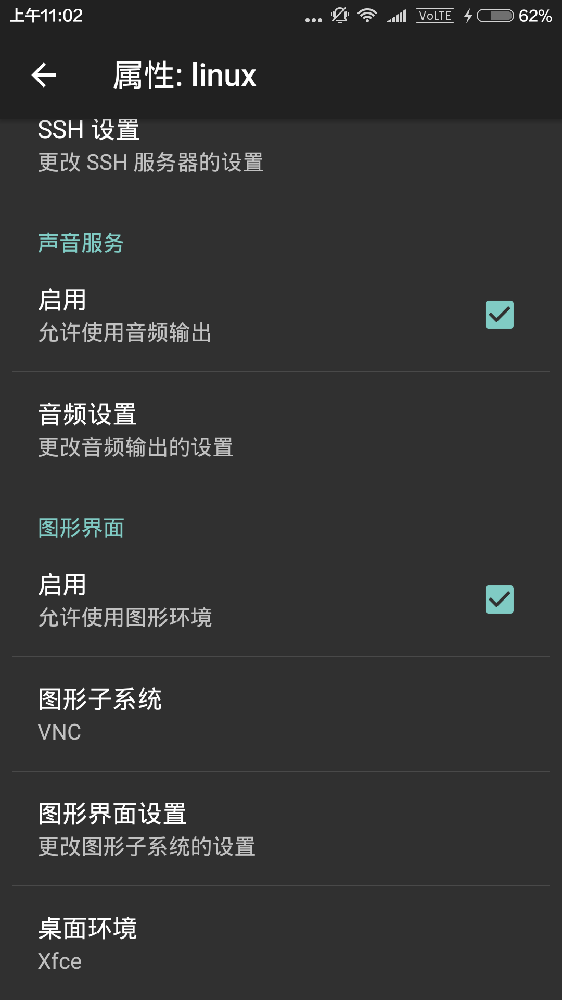 上午11:02
VoLTE
62%
属性: linux
SSH 设置
更改 SSH 服务器的设置
声音服务
启用
允许使用音频输出
音频设置
更改音频输出的设置
图形界面
启用
允许使用图形环境
图形子系统
VNC
图形界面设置
更改图形子系统的设置
桌面环境
Xfce